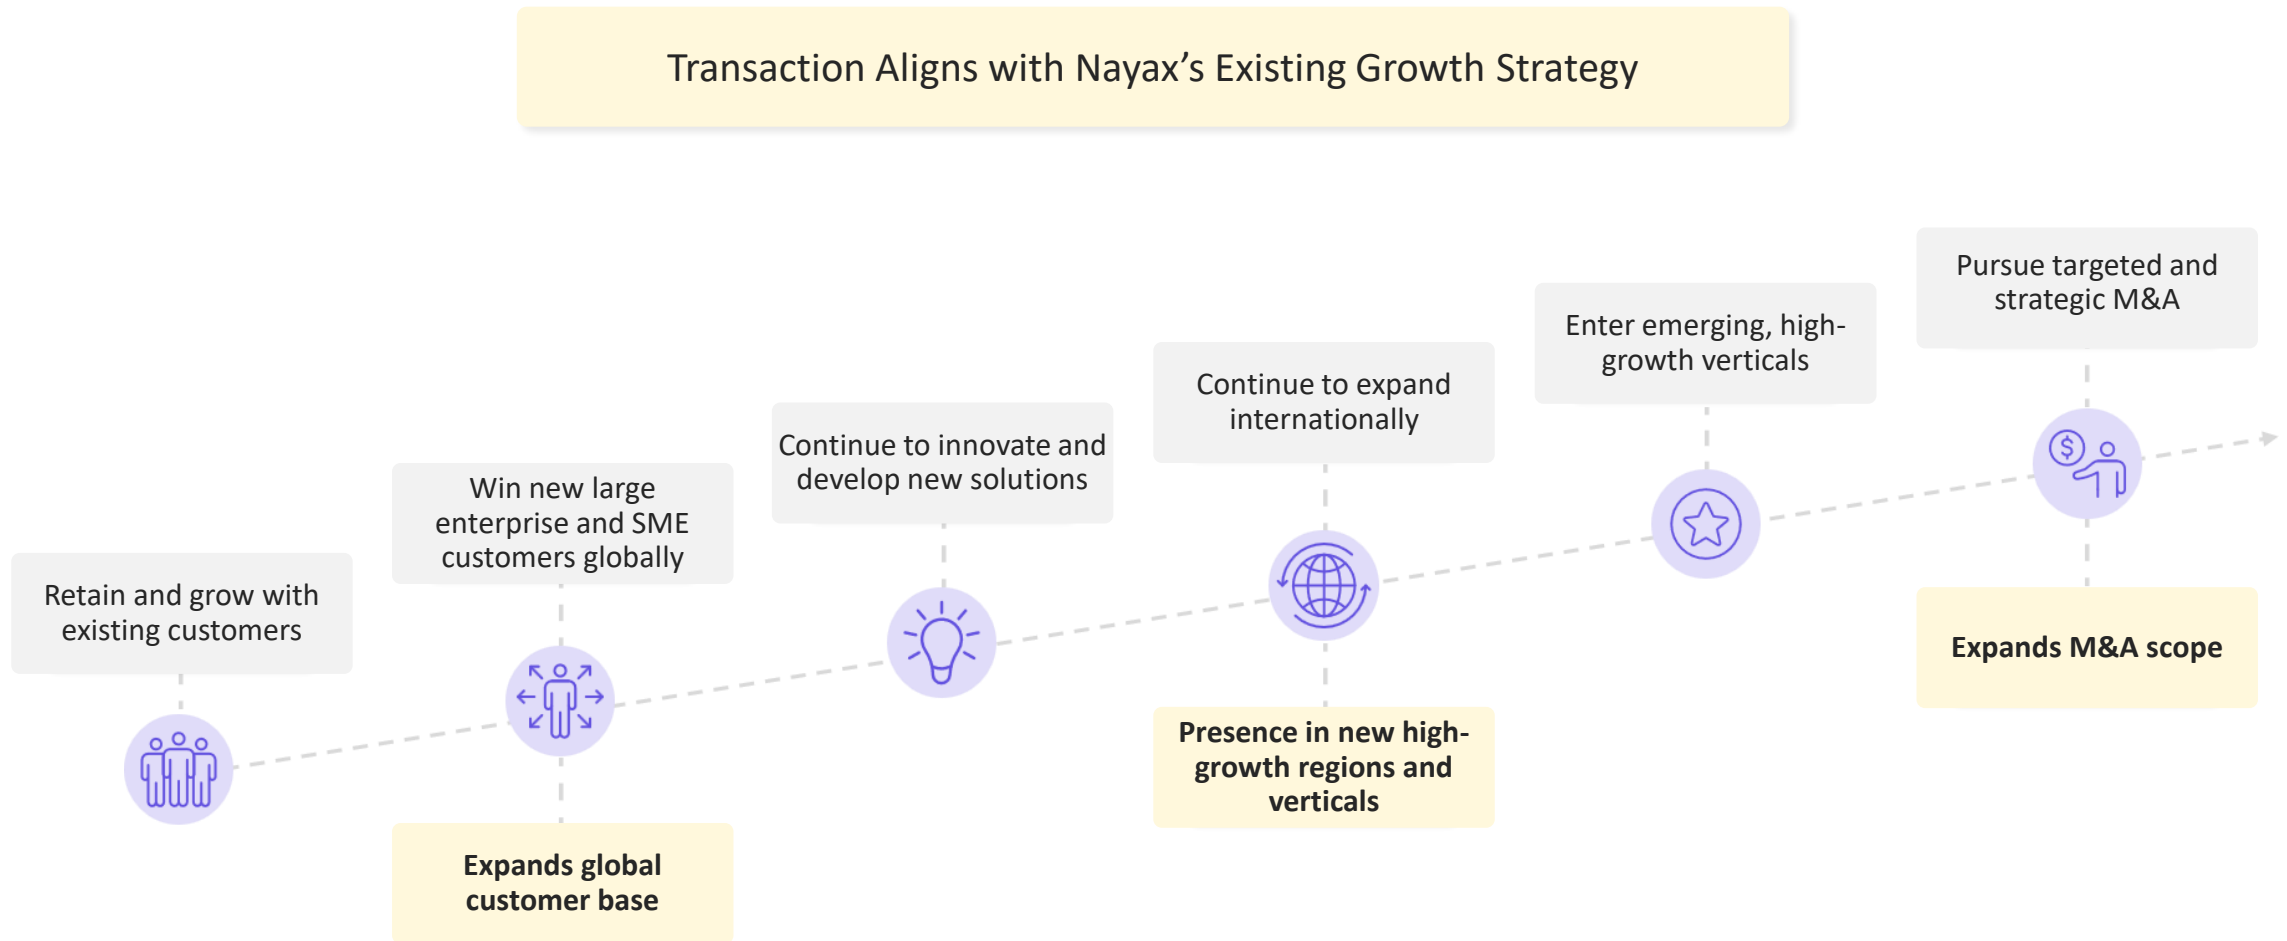 Transaction Aligns with Nayax’s Existing Growth Strategy
Retain and grow with
existing customers
Win new large
enterprise and SME
customers globally
Expands global
customer base
Continue to innovate and
develop new solutions
Continue to expand
internationally
Presence in new high-
growth regions and
verticals
Enter emerging, high-
growth verticals
Pursue targeted and
strategic M&A
$
Expands M&A scope